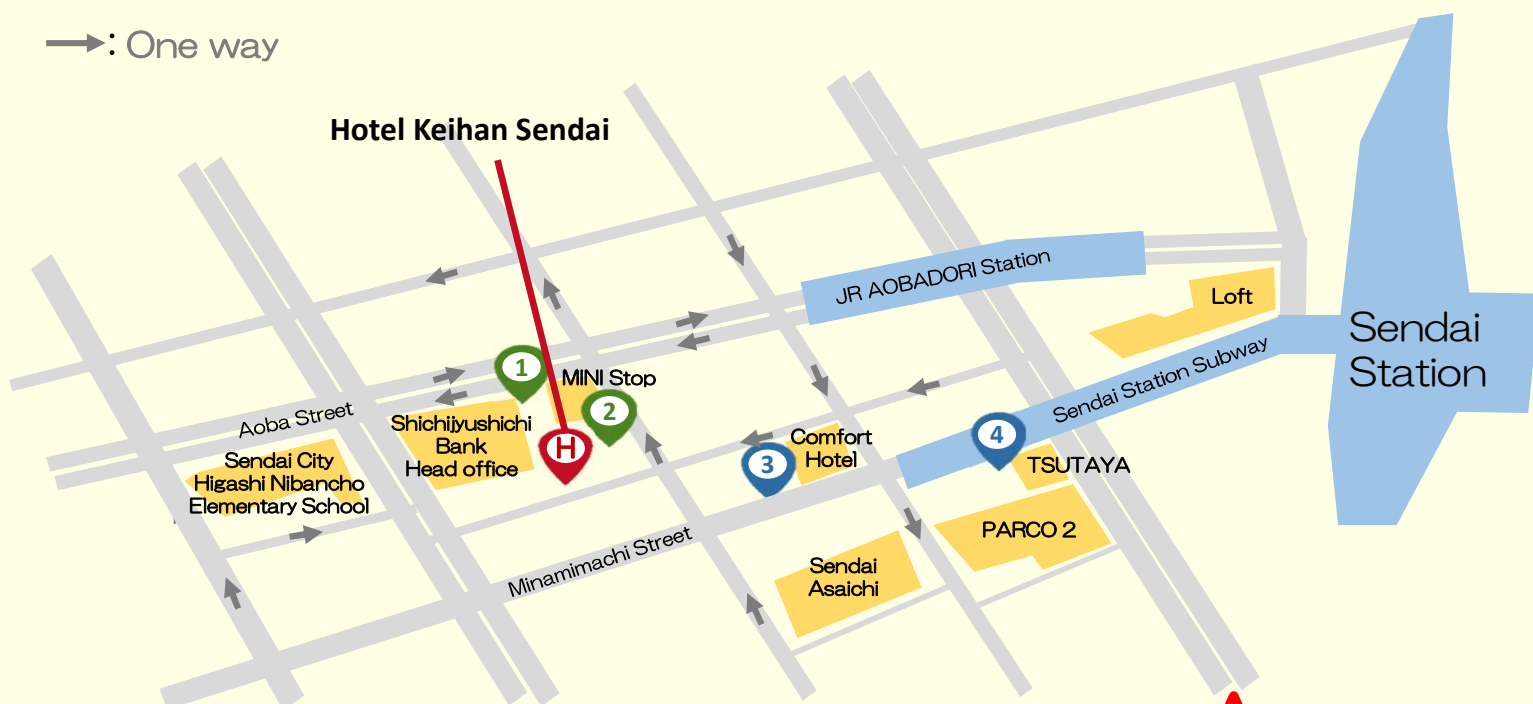 : One way
Hotel Keihan Sendai
JR AOBADORI Station
Loft
Sendai
Station
Sendai Station Subway
1
MINI Stop
2
Aoba Street
Shichijyushichi
Bank
Head office
H
Sendai City
Higashi Nibancho
Elementary School
Comfort
Hotel
3
4
TSUTAYA
PARCO 2
Minamimachi Street
Sendai
Asaichi